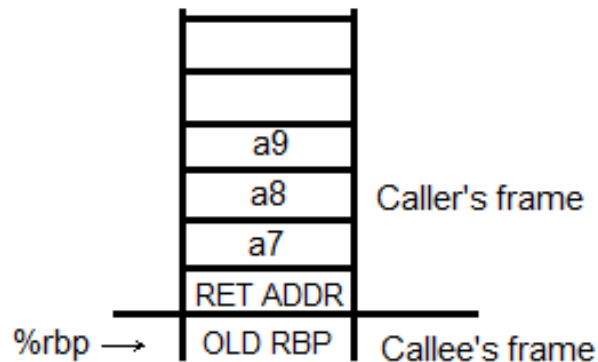 a9
a8
Caller's frame
a7
RET ADDR
%rbp → OLD RBP
Callee's frame